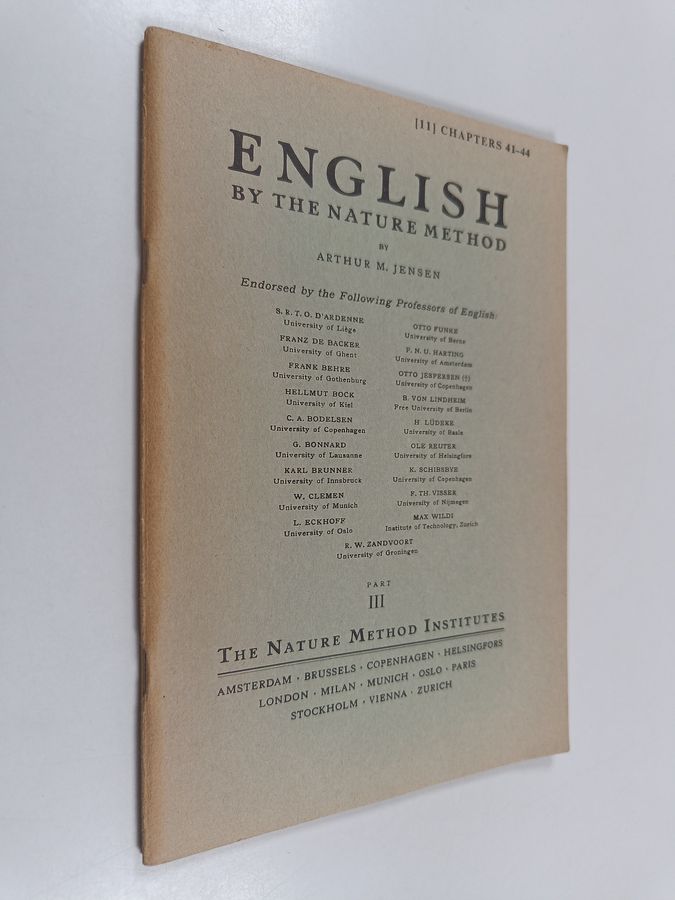 [11] CHAPTERS 41-44
ENGLISH
BY THE NATURE METHOD
BY
ARTHUR M. JENSEN
Endorsed by the Following Professors of English:
S. R. T. O. D'ARDENNE
University of Liège
FRANZ DE BACKER
University of Ghent
FRANK BEHRE
University of Gothenburg
HELLMUT BOCK
University of Kiel
C. A. BODELSEN
University of Copenhagen
G. BONNARD
University of Lausanne
KARL BRUNNER
University of Innsbruck
W. CLEMEN
University of Munich
L. ECKHOFF
University of Oslo
OTTO FUNKE
University of Berne
P. N. U. HARTING
University of Amsterdam
OTTO JESPERSEN (†)
University of Copenhagen
B. VON LINDHEIM
Free University of Berlin
H. LÜDEKE
University of Basle
OLE REUTER
University of Helsingfors
K. SCHIBSBYE
University of Copenhagen
F. TH. VISSER
University of Nijmegen
MAX WILDI
Institute of Technology, Zurich
R. W. ZANDVOORT
University of Groningen
PART
III
THE NATURE METHOD INSTITUTES
AMSTERDAM · BRUSSELS · COPENHAGEN · HELSINGFORS
LONDON · MILAN · MUNICH · OSLO · PARIS
STOCKHOLM · VIENNA · ZURICH